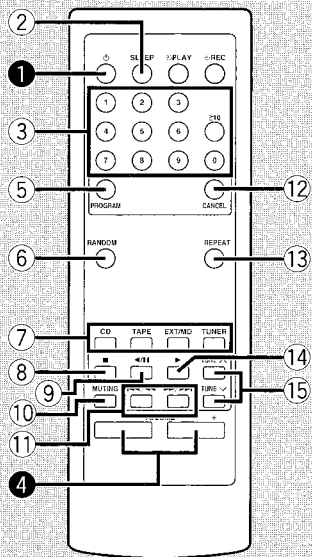 2
⏻ SLEEP PLAY REC
1
3
1 2 3
4 5 6 ≥10
7 8 9 0
5 12
PROGRAM CANCEL
6 RANDOM REPEAT 13
7
CD TAPE EXT/MD TUNER
8 ■ ◀/II ▶ 14
9
10 MUTING TUNE 15
11
+
4